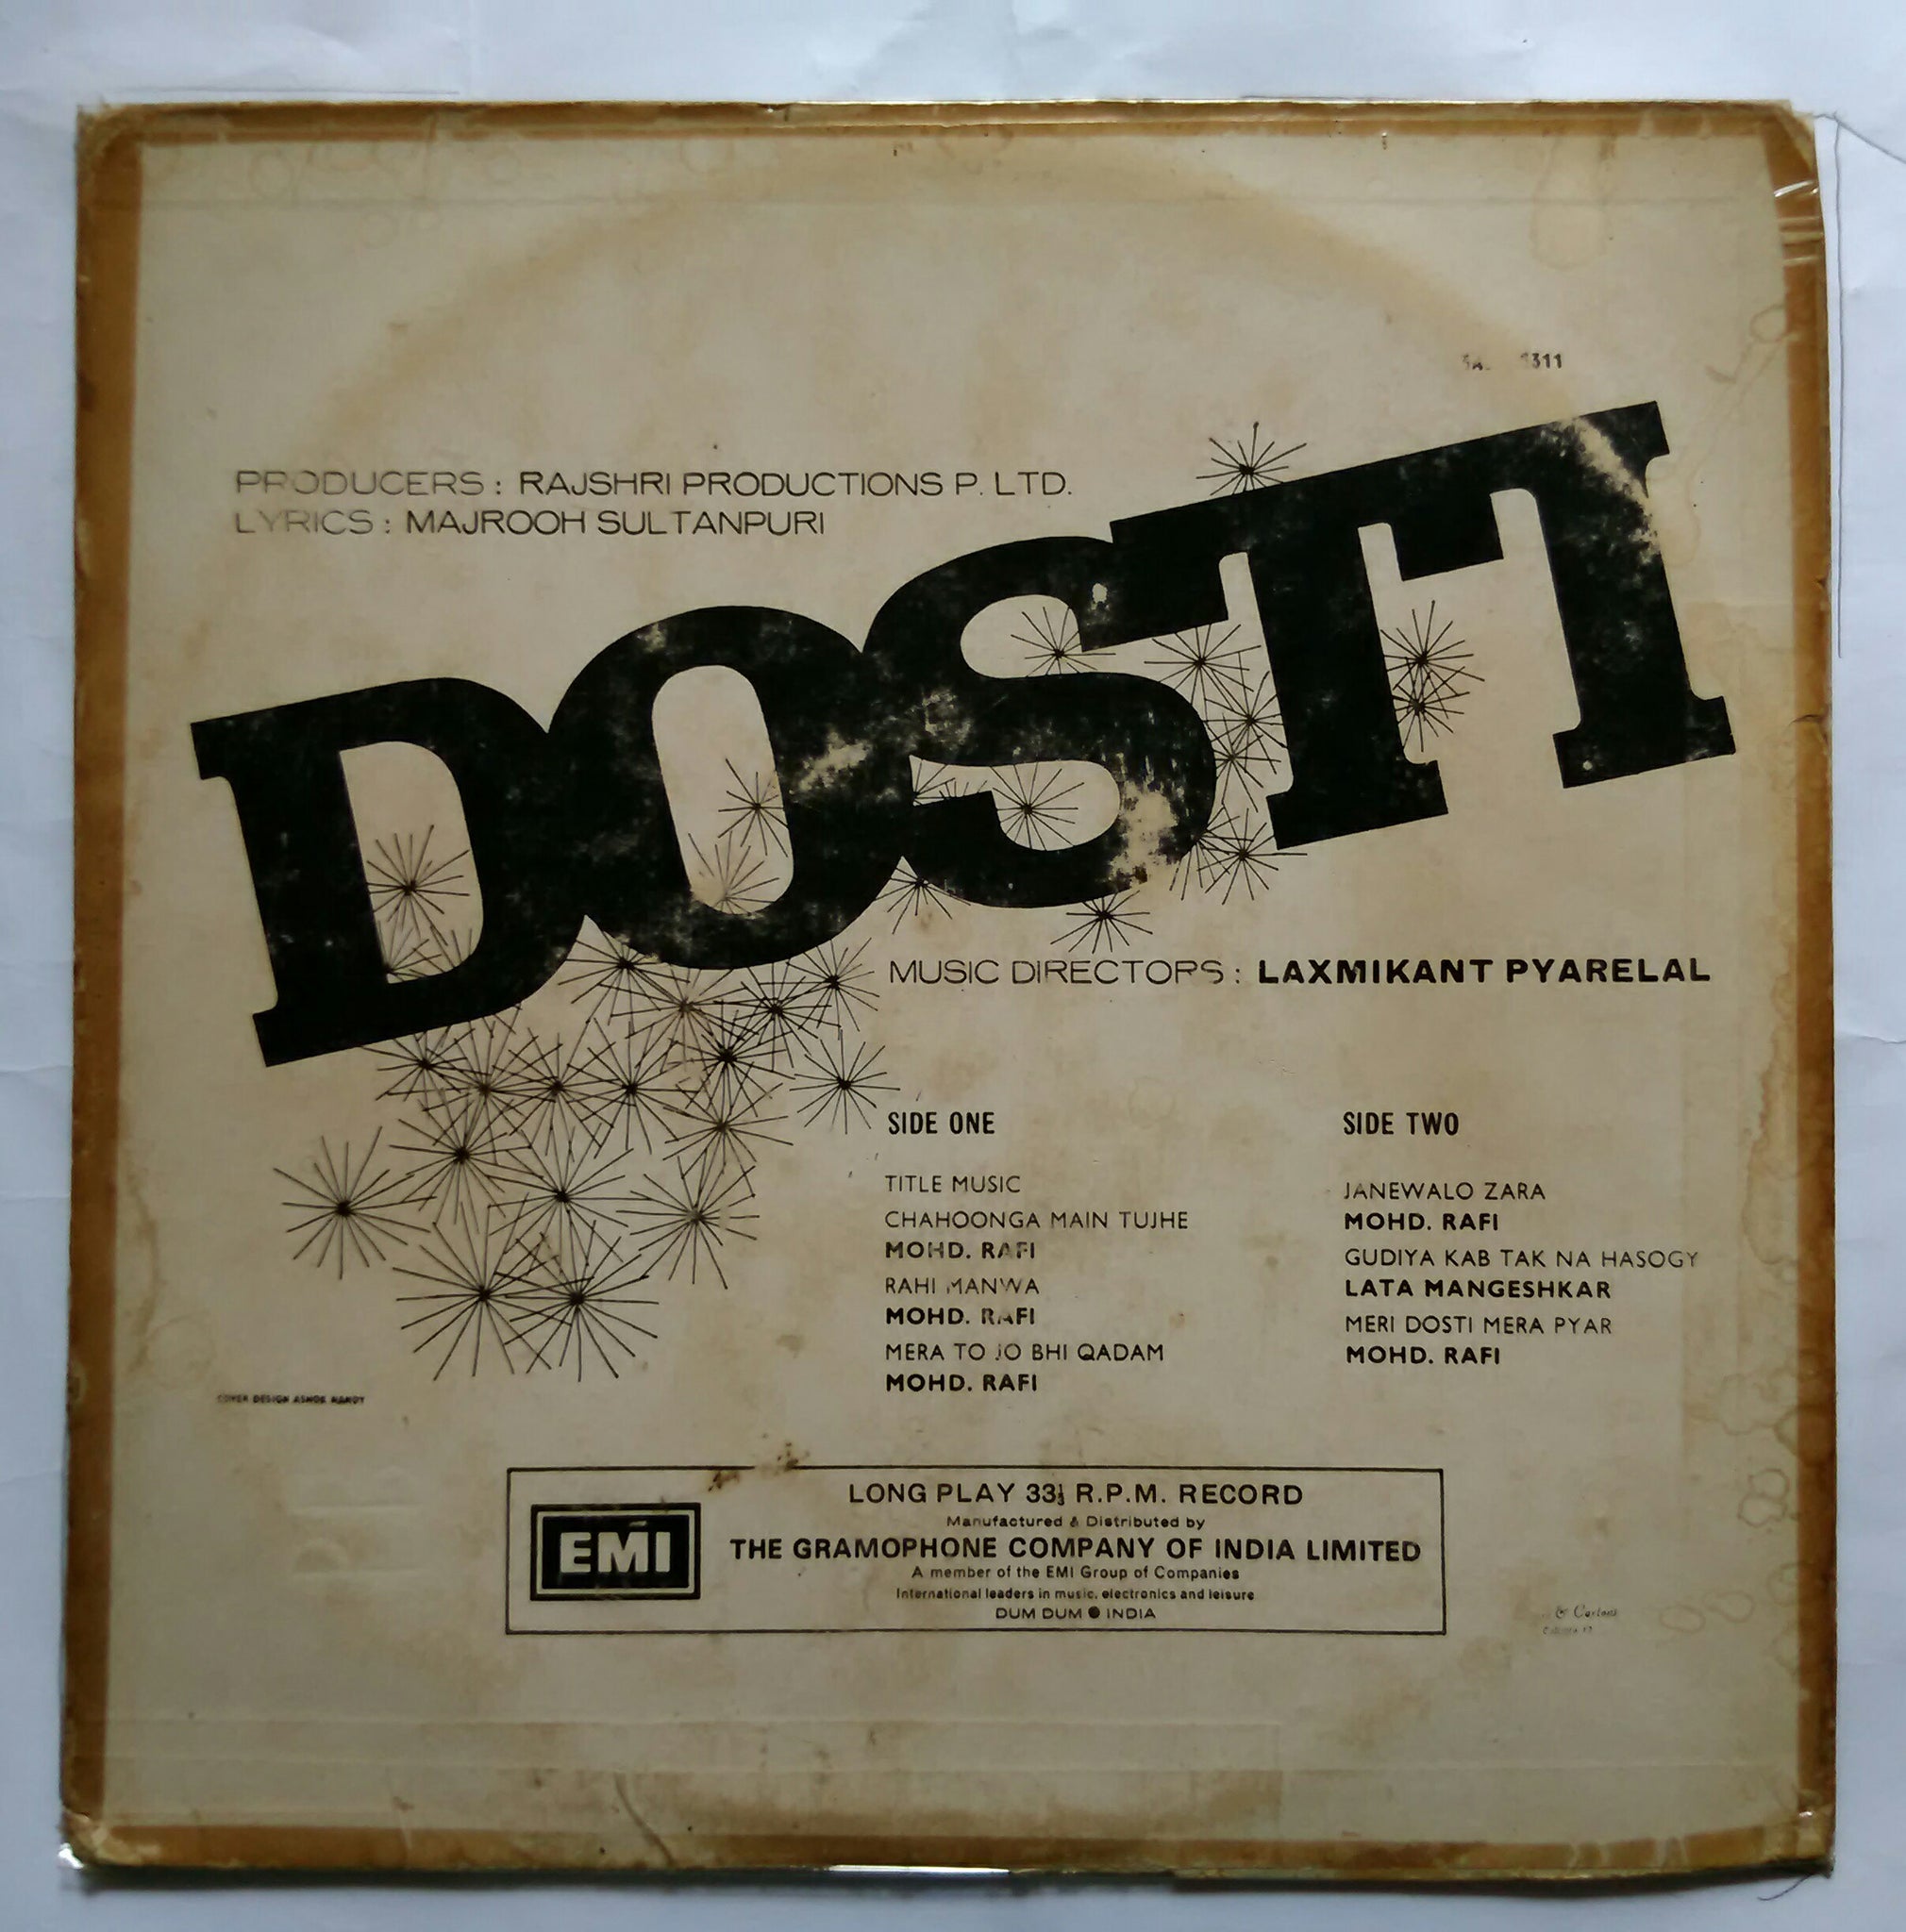 311
PRODUCERS : RAJSHRI PRODUCTIONS P. LTD.
LYRICS : MAJROOH SULTANPURI
DOSTI
MUSIC DIRECTORS : LAXMIKANT PYARELAL
SIDE ONE
TITLE MUSIC
CHAHOONGA MAIN TUJHE
MOHD. RAFI
RAHI MANWA
MOHD. RAFI
MERA TO JO BHI QADAM
MOHD. RAFI
SIDE TWO
JANEWALO ZARA
MOHD. RAFI
GUDIYA KAB TAK NA HASOGY
LATA MANGESHKAR
MERI DOSTI MERA PYAR
MOHD. RAFI
COVER DESIGN ASHOK NANDY
EMI
LONG PLAY 33⅓ R.P.M. RECORD
Manufactured & Distributed by
THE GRAMOPHONE COMPANY OF INDIA LIMITED
A member of the EMI Group of Companies
International leaders in music, electronics and leisure
DUM DUM ● INDIA